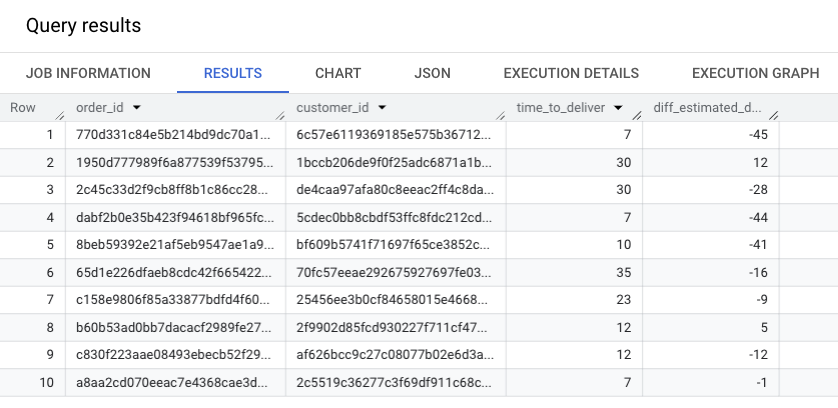 Query results
JOB INFORMATION RESULTS CHART JSON EXECUTION DETAILS EXECUTION GRAPH
Row order_id customer_id time_to_deliver diff_estimated_d...
1 770d331c84e5b214bd9dc70a1... 6c57e6119369185e575b36712... 7 -45
2 1950d777989f6a877539f53795... 1bccb206de9f0f25adc6871a1b... 30 12
3 2c45c33d2f9cb8ff8b1c86cc28... de4caa97afa80c8eeac2ff4c8da... 30 -28
4 dabf2b0e35b423f94618bf965fc... 5cdec0bb8cbdf53ffc8fdc212cd... 7 -44
5 8beb59392e21af5eb9547ae1a9... bf609b5741f71697f65ce3852c... 10 -41
6 65d1e226dfaeb8cdc42f665422... 70fc57eeae292675927697fe03... 35 -16
7 c158e9806f85a33877bdfd4f60... 25456ee3b0cf84658015e4668... 23 -9
8 b60b53ad0bb7dacacf2989fe27... 2f9902d85fcd930227f711cf47... 12 5
9 c830f223aae08493ebecb52f29... af626bcc9c27c08077b02e6d3a... 12 -12
10 a8aa2cd070eeac7e4368cae3d... 2c5519c36277c3f69df911c68c... 7 -1